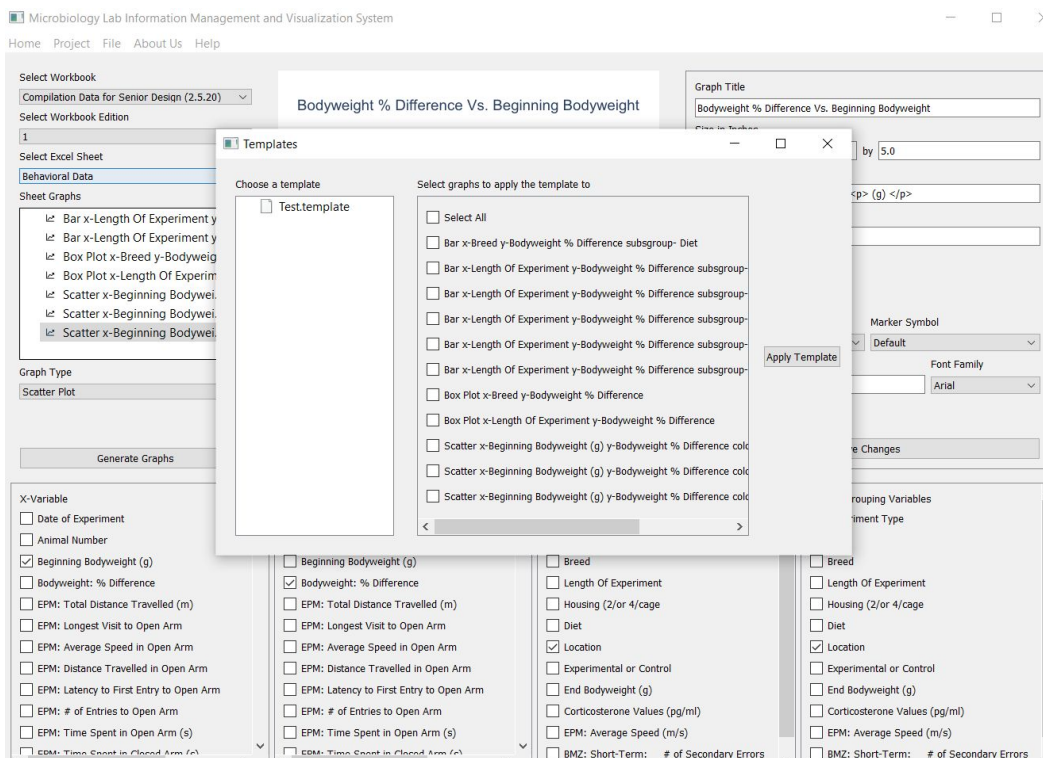 Microbiology Lab Information Management and Visualization System
Home Project File About Us Help
Select Workbook
Compilation Data for Senior Design (2.5.20)
Select Workbook Edition
1
Select Excel Sheet
Behavioral Data
Sheet Graphs
Bar x-Length Of Experiment y
Bar x-Length Of Experiment y
Box Plot x-Breed y-Bodyweig
Box Plot x-Length Of Experim
Scatter x-Beginning Bodywei.
Scatter x-Beginning Bodywei.
Scatter x-Beginning Bodywei.
Graph Type
Scatter Plot
Generate Graphs
Bodyweight % Difference Vs. Beginning Bodyweight
Graph Title
Bodyweight % Difference Vs. Beginning Bodyweight
Size in Inches
by 5.0
<p> (g) </p>
Marker Symbol
Default
Font Family
Arial
e Changes
Templates
Choose a template
Test.template
Select graphs to apply the template to
Select All
Bar x-Breed y-Bodyweight % Difference subsgroup- Diet
Bar x-Length Of Experiment y-Bodyweight % Difference subsgroup-
Bar x-Length Of Experiment y-Bodyweight % Difference subsgroup-
Bar x-Length Of Experiment y-Bodyweight % Difference subsgroup-
Bar x-Length Of Experiment y-Bodyweight % Difference subsgroup-
Bar x-Length Of Experiment y-Bodyweight % Difference subsgroup-
Box Plot x-Breed y-Bodyweight % Difference
Box Plot x-Length Of Experiment y-Bodyweight % Difference
Scatter x-Beginning Bodyweight (g) y-Bodyweight % Difference colo
Scatter x-Beginning Bodyweight (g) y-Bodyweight % Difference colo
Scatter x-Beginning Bodyweight (g) y-Bodyweight % Difference colo
Apply Template
X-Variable
Date of Experiment
Animal Number
Beginning Bodyweight (g)
Bodyweight: % Difference
EPM: Total Distance Travelled (m)
EPM: Longest Visit to Open Arm
EPM: Average Speed in Open Arm
EPM: Distance Travelled in Open Arm
EPM: Latency to First Entry to Open Arm
EPM: # of Entries to Open Arm
EPM: Time Spent in Open Arm (s)
EPM: Time Spent in Closed Arm (s)
Beginning Bodyweight (g)
Bodyweight: % Difference
EPM: Total Distance Travelled (m)
EPM: Longest Visit to Open Arm
EPM: Average Speed in Open Arm
EPM: Distance Travelled in Open Arm
EPM: Latency to First Entry to Open Arm
EPM: # of Entries to Open Arm
EPM: Time Spent in Open Arm (s)
EPM: Time Spent in Closed Arm (s)
Breed
Length Of Experiment
Housing (2/or 4/cage
Diet
Location
Experimental or Control
End Bodyweight (g)
Corticosterone Values (pg/ml)
EPM: Average Speed (m/s)
BMZ: Short-Term: # of Secondary Errors
rouping Variables
riment Type
Breed
Length Of Experiment
Housing (2/or 4/cage
Diet
Location
Experimental or Control
End Bodyweight (g)
Corticosterone Values (pg/ml)
EPM: Average Speed (m/s)
BMZ: Short-Term: # of Secondary Errors